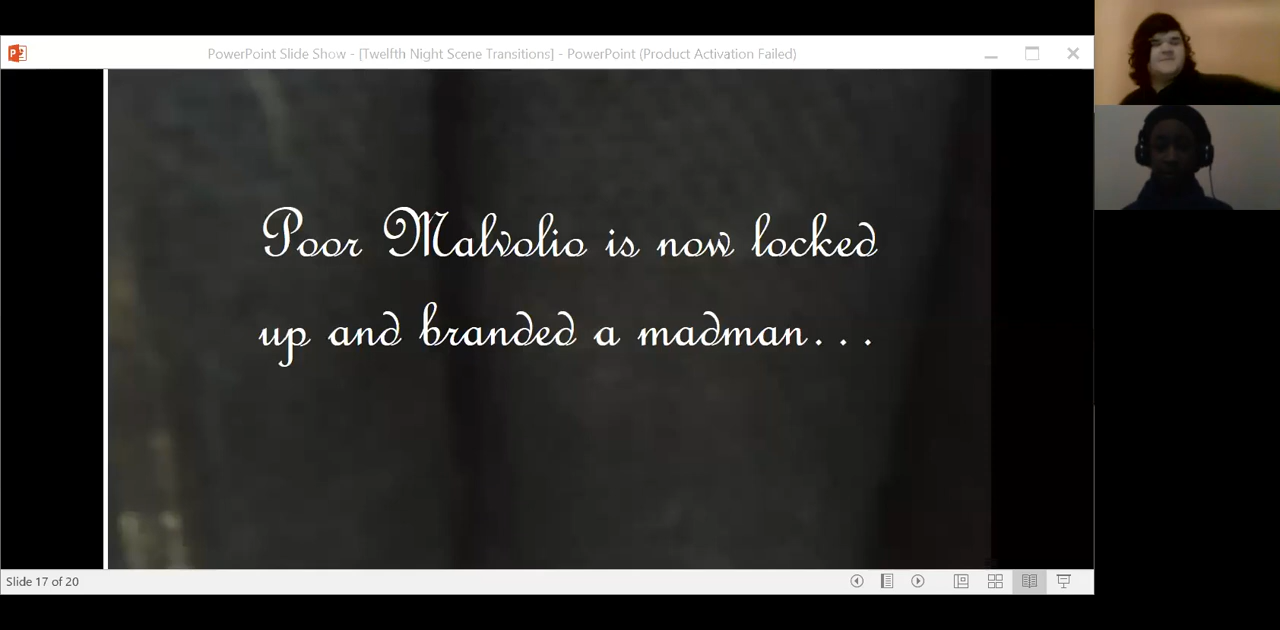 PowerPoint Slide Show - [Twelfth Night Scene Transitions] - PowerPoint (Product Activation Failed)
Poor Malvolio is now locked
up and branded a madman...
Slide 17 of 20